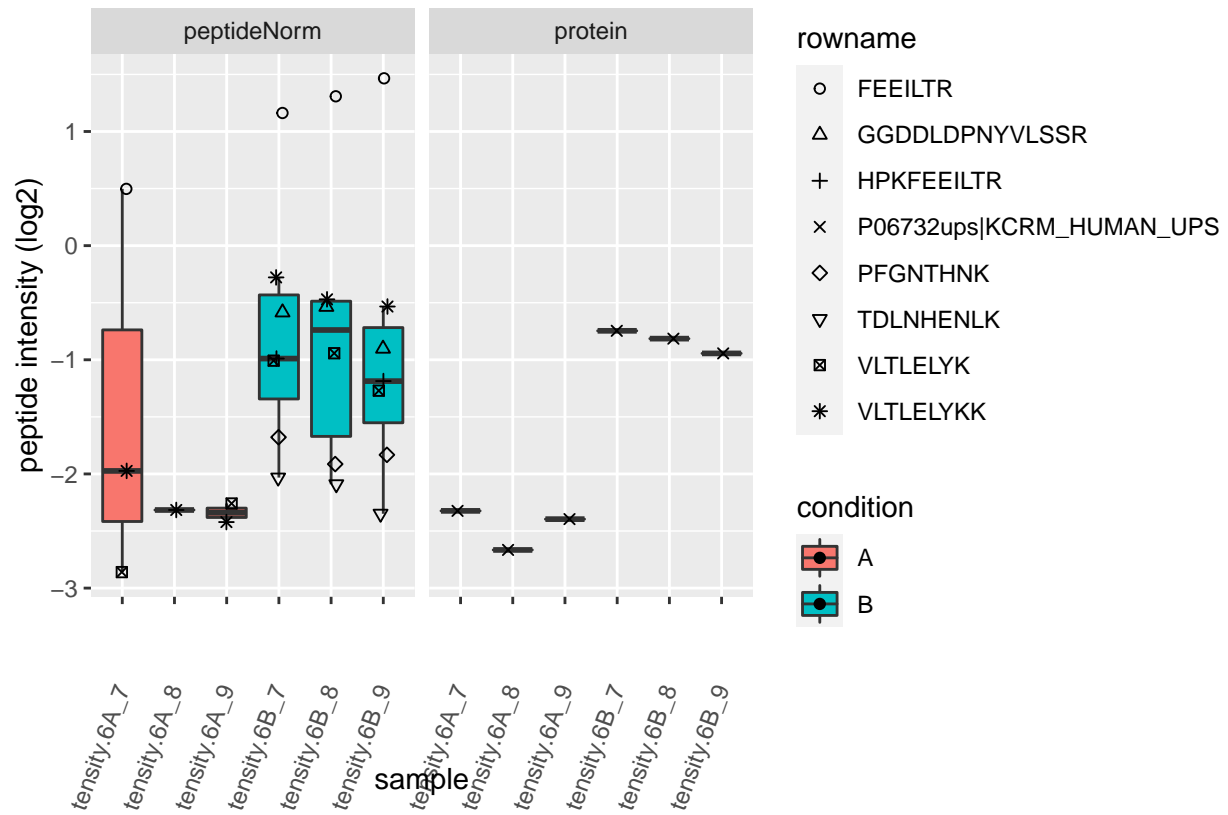 peptideNorm
protein
peptide intensity (log2)
1
0
−1
−2
−3
tensity.6A_7
tensity.6A_8
tensity.6A_9
tensity.6B_7
tensity.6B_8
tensity.6B_9
tensity.6A_7
tensity.6A_8
tensity.6A_9
tensity.6B_7
tensity.6B_8
tensity.6B_9
sample
rowname
FEEILTR
GGDDLDPNYVLSSR
HPKFEEILTR
P06732ups|KCRM_HUMAN_UPS
PFGNTHNK
TDLNHENLK
VLTLELYK
VLTLELYKK
condition
A
B